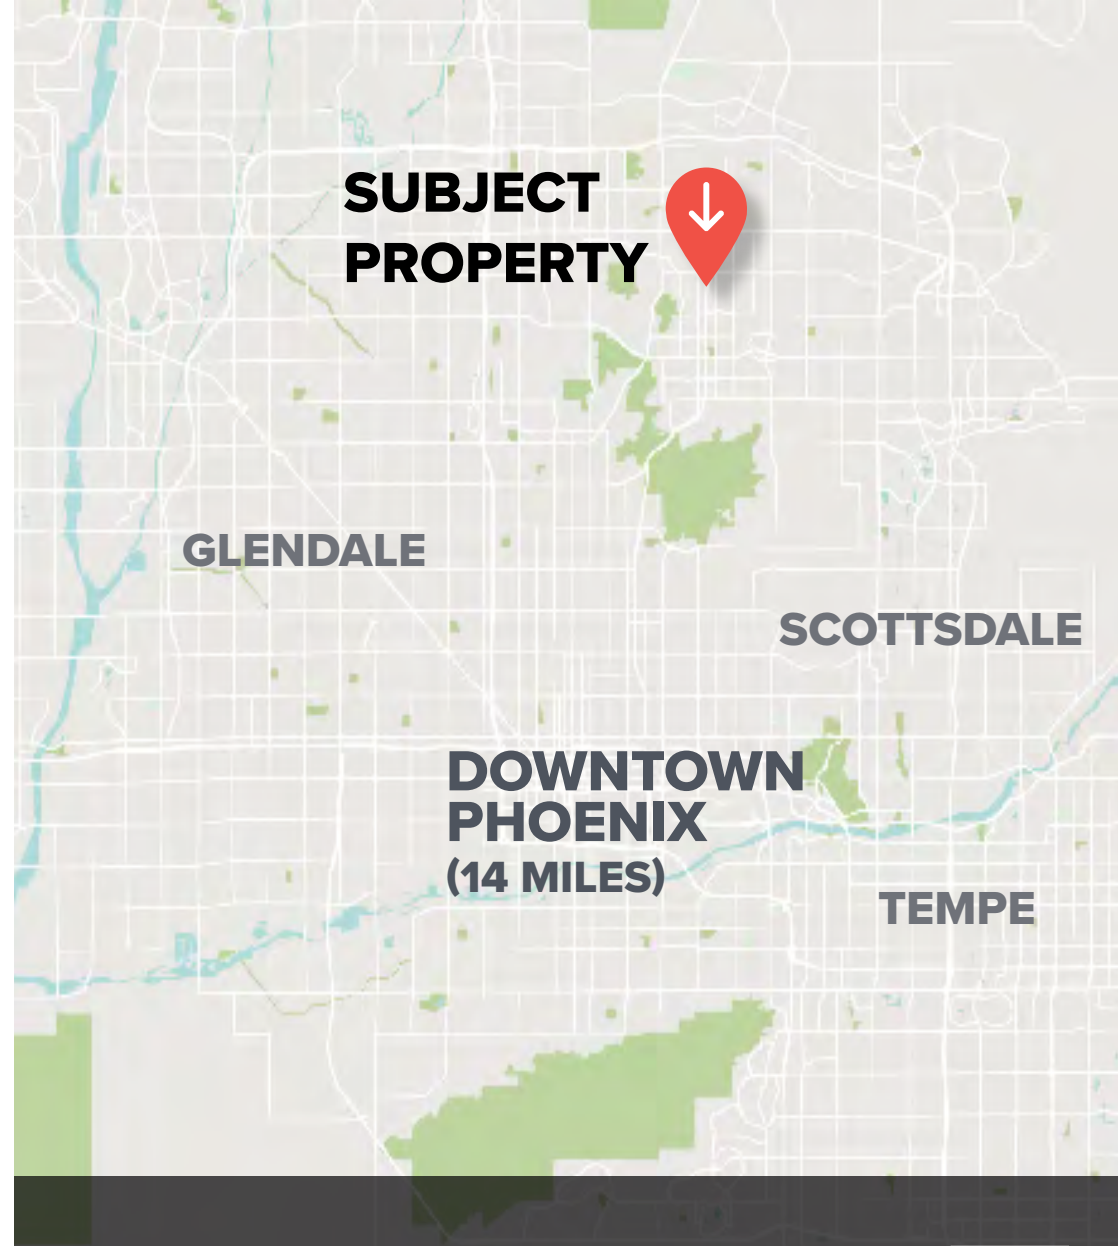 SUBJECT
PROPERTY
GLENDALE
SCOTTSDALE
DOWNTOWN
PHOENIX
(14 MILES)
TEMPE